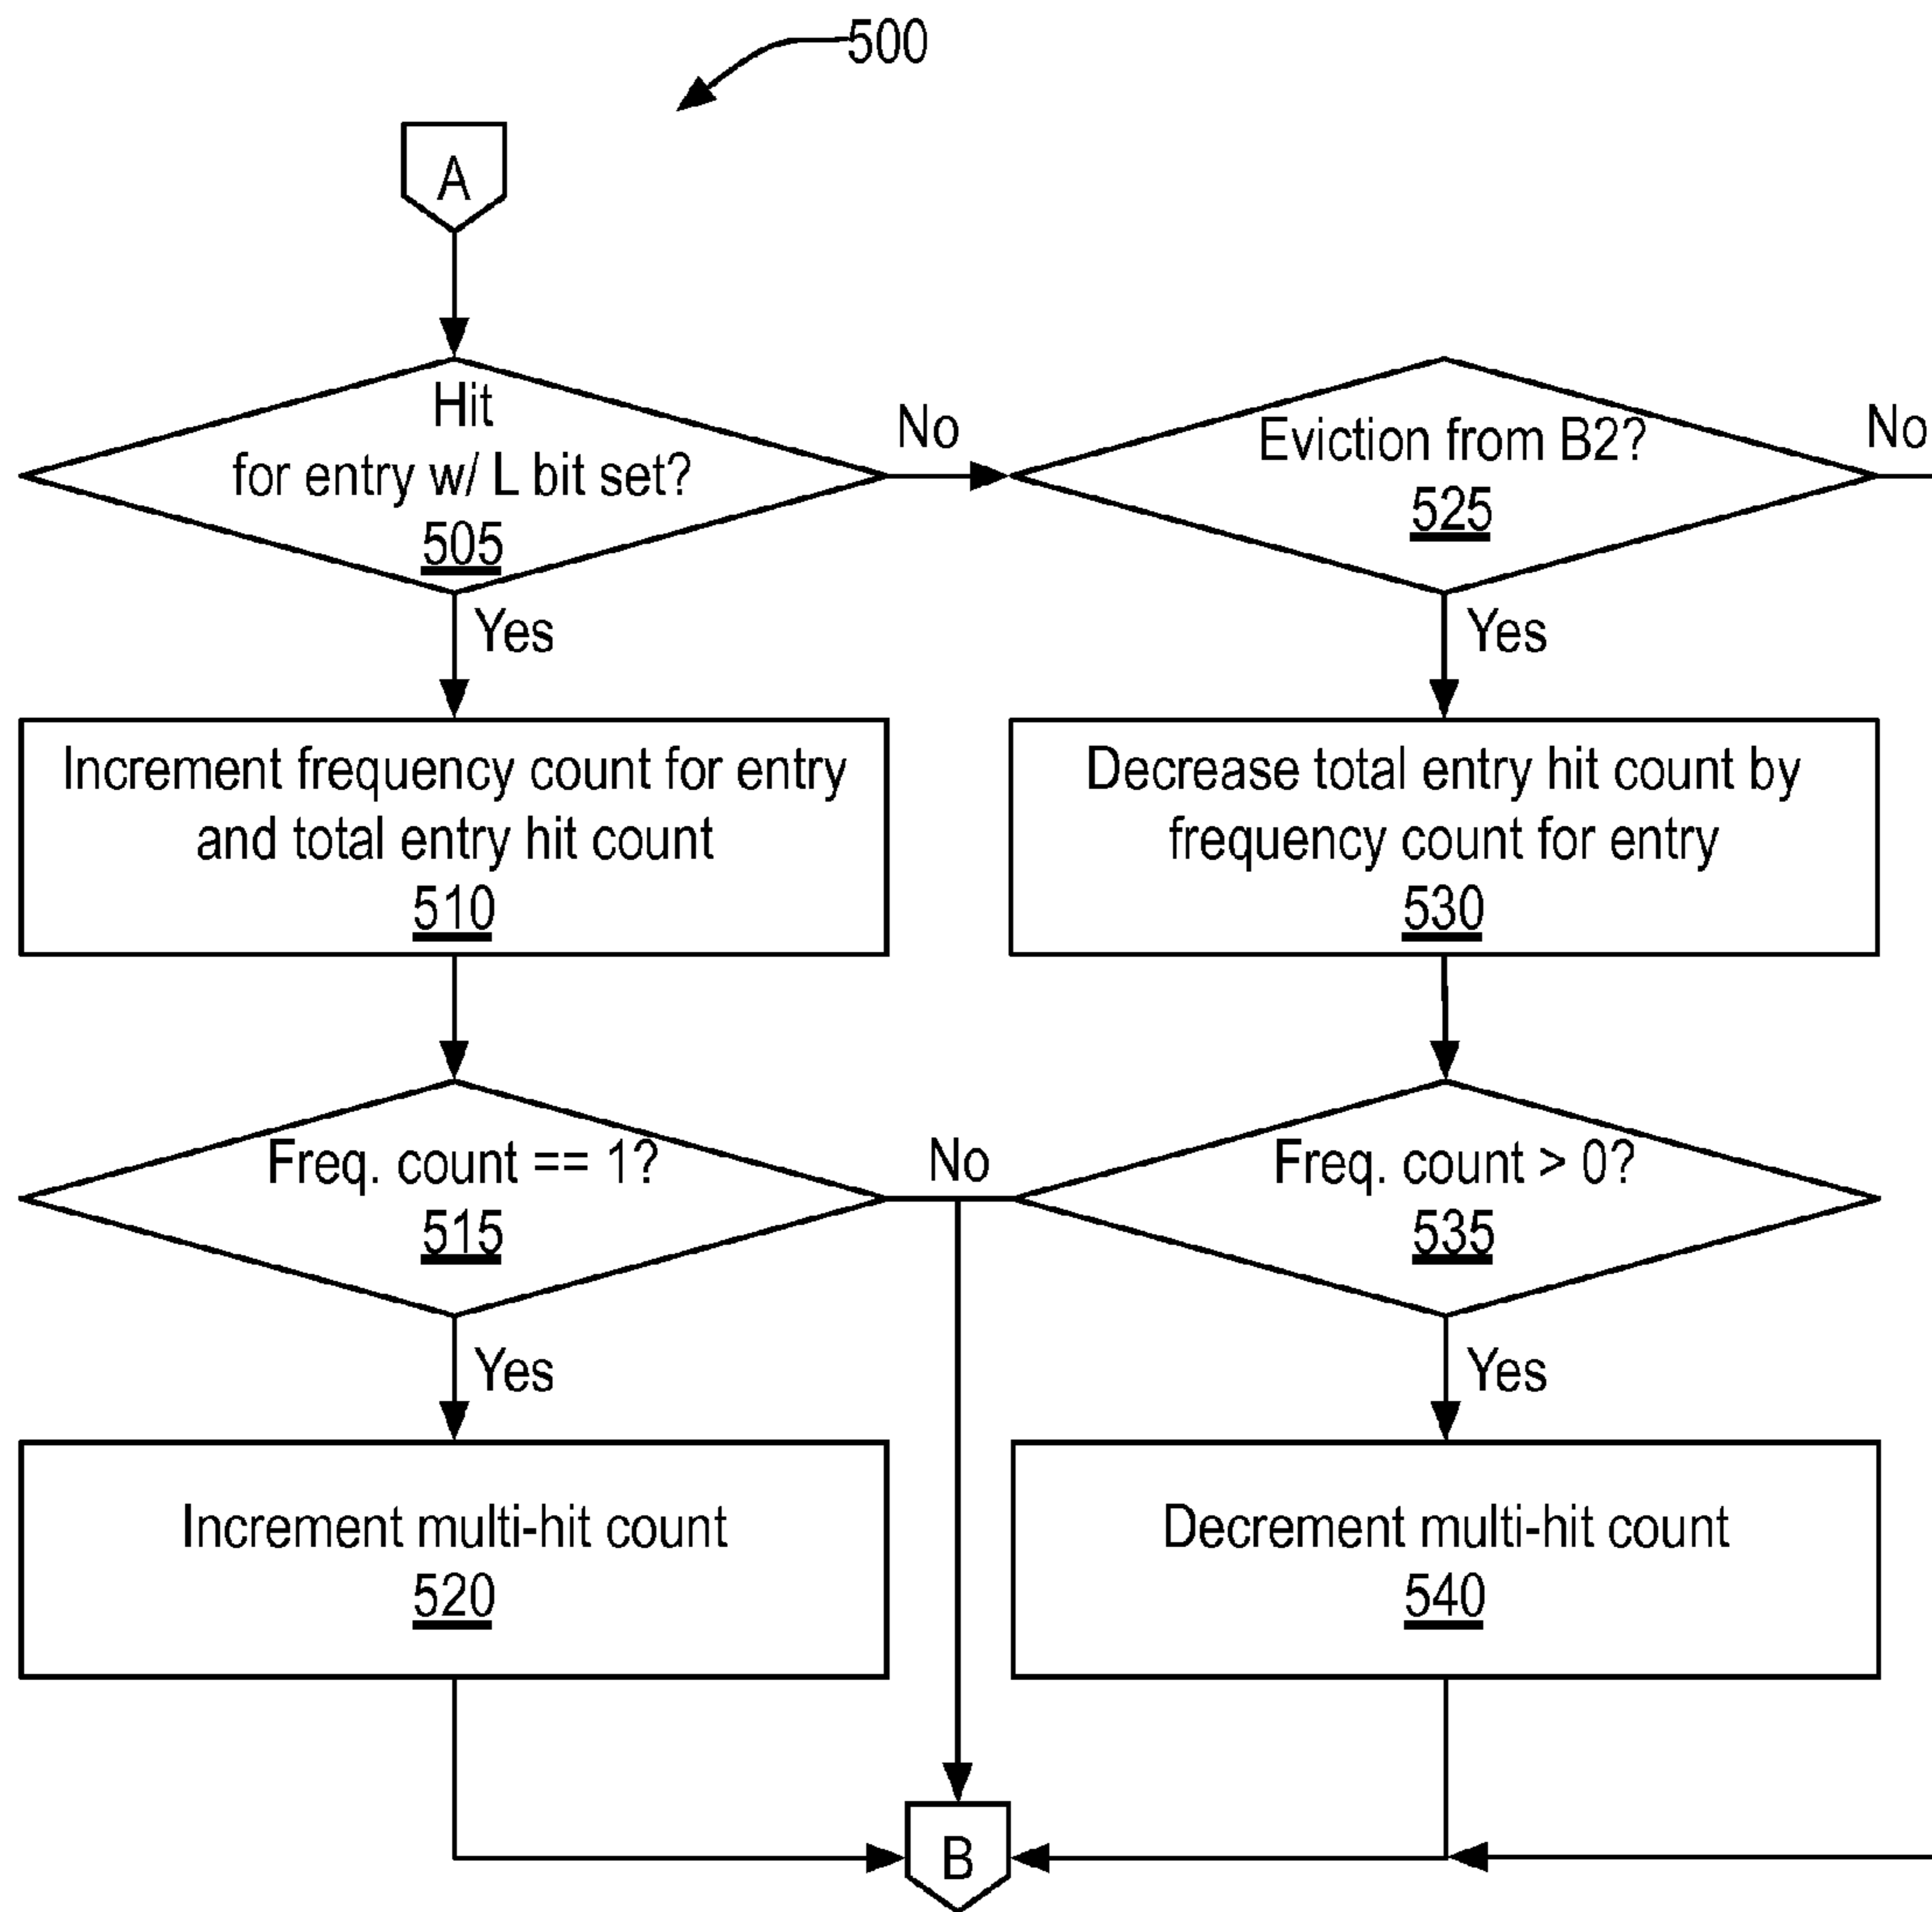 500
A
Hit
for entry w/ L bit set?
505
No
Eviction from B2?
525
No
Yes
Yes
Increment frequency count for entry
and total entry hit count
510
Decrease total entry hit count by
frequency count for entry
530
Freq. count == 1?
515
No
Freq. count > 0?
535
Yes
Yes
Increment multi-hit count
520
Decrement multi-hit count
540
B